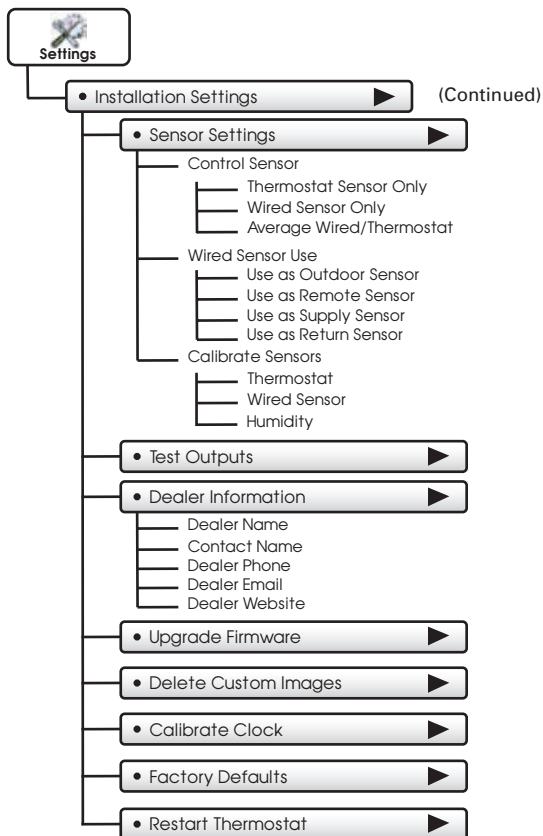 Settings
• Installation Settings
(Continued)
• Sensor Settings
Control Sensor
Thermostat Sensor Only
Wired Sensor Only
Average Wired/Thermostat
Wired Sensor Use
Use as Outdoor Sensor
Use as Remote Sensor
Use as Supply Sensor
Use as Return Sensor
Calibrate Sensors
Thermostat
Wired Sensor
Humidity
• Test Outputs
• Dealer Information
Dealer Name
Contact Name
Dealer Phone
Dealer Email
Dealer Website
• Upgrade Firmware
• Delete Custom Images
• Calibrate Clock
• Factory Defaults
• Restart Thermostat